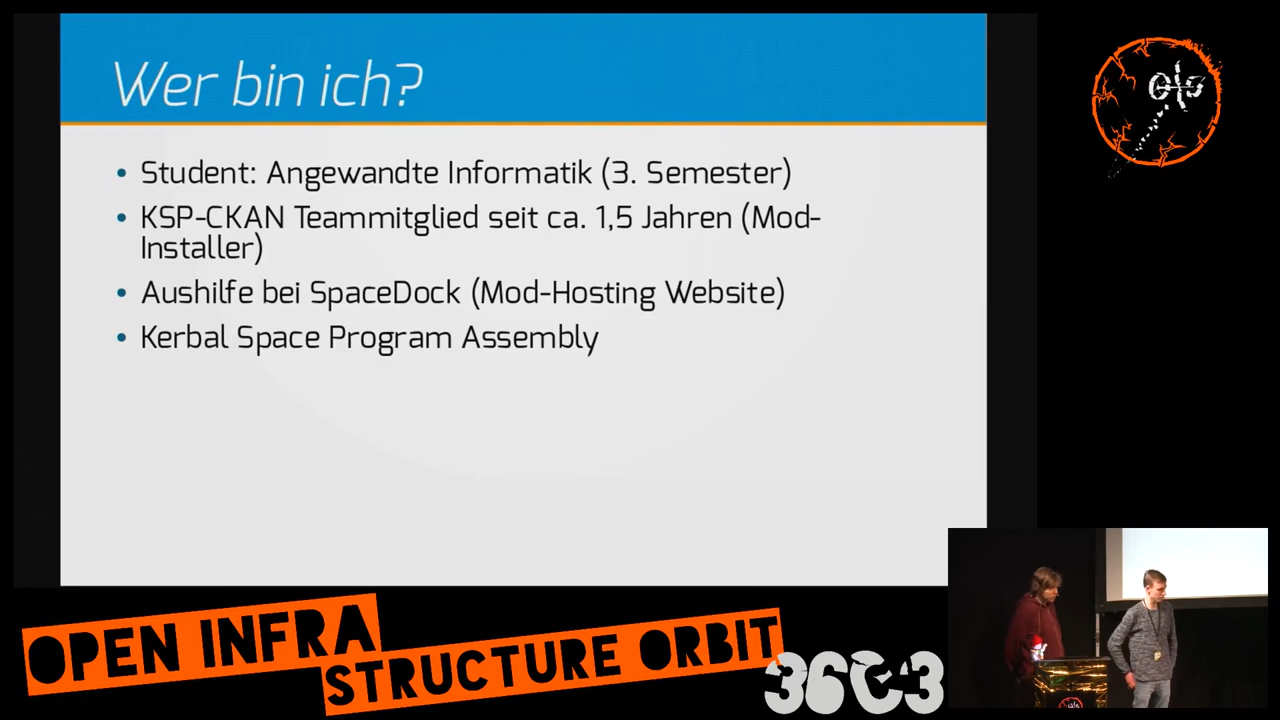 Wer bin ich?
• Student: Angewandte Informatik (3. Semester)
• KSP-CKAN Teammitglied seit ca. 1,5 Jahren (Mod-
Installer)
• Aushilfe bei SpaceDock (Mod-Hosting Website)
• Kerbal Space Program Assembly
OIO
OPEN INFRA
STRUCTURE ORBIT
36C3